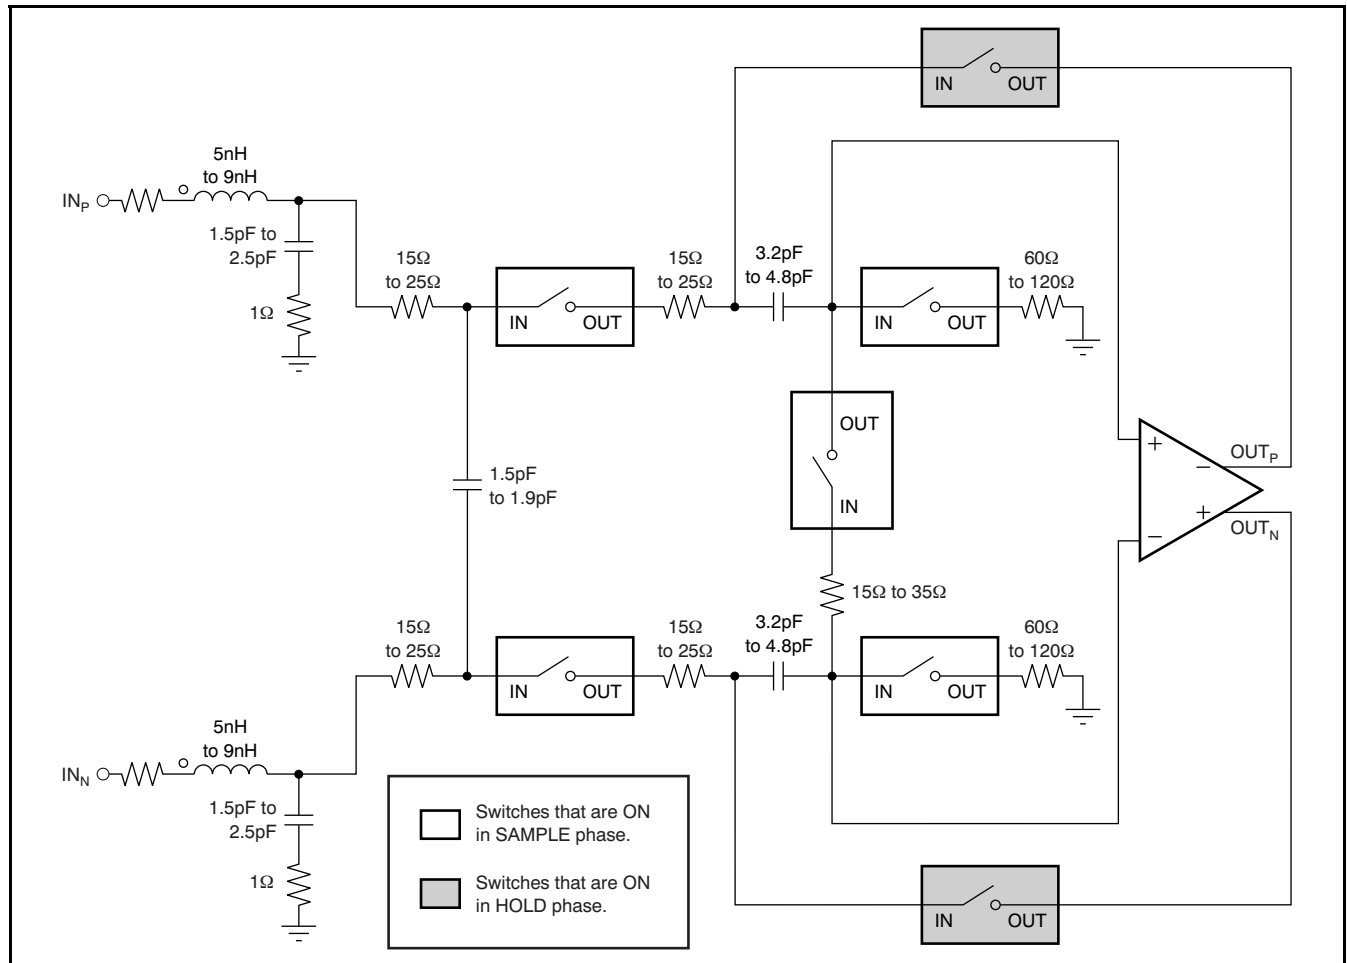 IN OUT
5nH
to 9nH
INP
1.5pF to
2.5pF
1Ω
15Ω
to 25Ω
IN OUT
15Ω
to 25Ω
3.2pF
to 4.8pF
IN OUT
60Ω
to 120Ω
OUT
IN
1.5pF
to 1.9pF
+
−
OUTP
+
−
OUTN
15Ω to 35Ω
15Ω
to 25Ω
IN OUT
15Ω
to 25Ω
3.2pF
to 4.8pF
IN OUT
60Ω
to 120Ω
5nH
to 9nH
INN
1.5pF to
2.5pF
1Ω
Switches that are ON
in SAMPLE phase.
Switches that are ON
in HOLD phase.
IN OUT